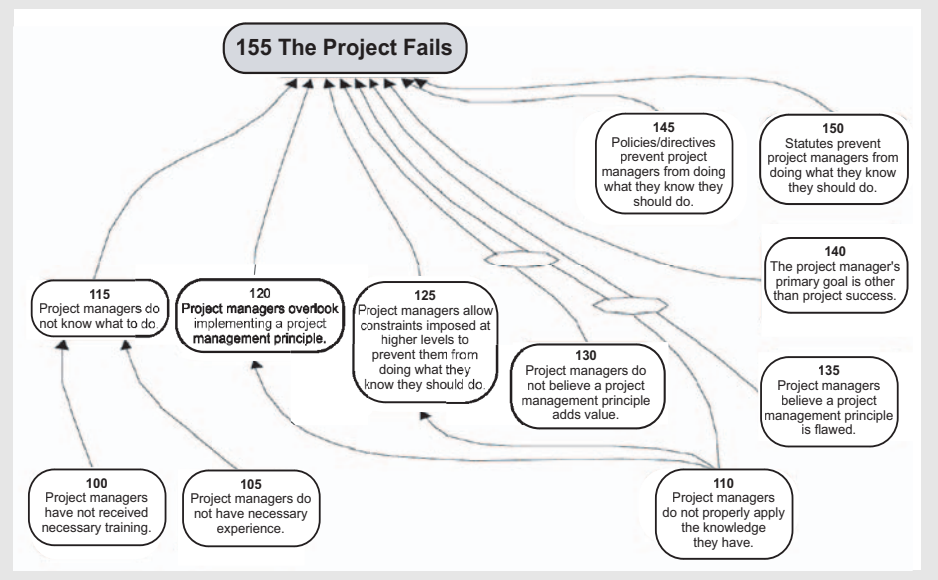 155 The Project Fails
145
Policies/directives
prevent project
managers from doing
what they know they
should do.
150
Statutes prevent
project managers from
doing what they know
they should do.
140
The project manager's
primary goal is other
than project success.
115
Project managers do
not know what to do.
120
Project managers overlook
implementing a project
management principle.
125
Project managers allow
constraints imposed at
higher levels to
prevent them from
doing what they
know they should do.
130
Project managers do
not believe a project
management principle
adds value.
135
Project managers
believe a project
management principle
is flawed.
100
Project managers
have not received
necessary training.
105
Project managers do
not have necessary
experience.
110
Project managers
do not properly apply
the knowledge
they have.